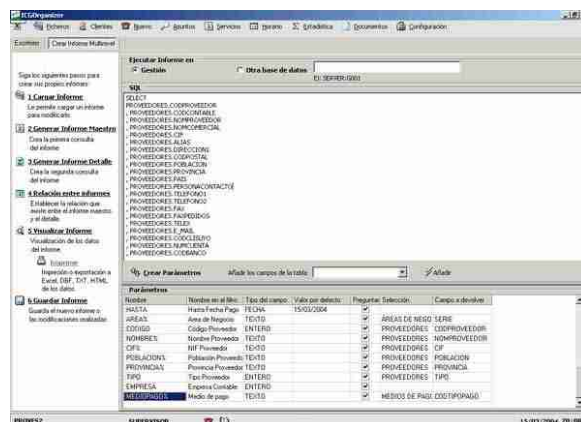 ICGOrganizer
Ficheros Clientes Nuevo Asuntos Servicios Horario Estadística Documentos Configuración
Escritorio Crear Informe Multinivel
Siga los siguientes pasos para
crear sus propios informes:
1 Cargar Informe
Le permite cargar un informe
para modificarlo
2 Generar Informe Maestro
Crea la primera consulta
del informe
3 Generar Informe Detalle
Crea la segunda consulta
del informe
4 Relación entre informes
Establecer la relación que
existe entre el informe maestro
y el detalle.
5 Visualizar Informe
Visualización de los datos
del informe
Imprimir
Impresión o exportación a
Excel, DBF, TXT, HTML
de los datos.
6 Guardar Informe
Guarda el nuevo informe o
las modificaciones realizadas
Ejecutar Informe en
Gestión Otra base de datos
EJ: SERVER:G001
SQL
SELECT
PROVEEDORES.CODPROVEEDOR
, PROVEEDORES.CODCONTABLE
, PROVEEDORES.NOMPROVEEDOR
, PROVEEDORES.NOMCOMERCIAL
, PROVEEDORES.CIF
, PROVEEDORES.ALIAS
, PROVEEDORES.DIRECCION1
, PROVEEDORES.CODPOSTAL
, PROVEEDORES.POBLACION
, PROVEEDORES.PROVINCIA
, PROVEEDORES.PAIS
, PROVEEDORES.PERSONACONTACTO
, PROVEEDORES.TELEFONO1
, PROVEEDORES.TELEFONO2
, PROVEEDORES.FAX
, PROVEEDORES.FAXPEDIDOS
, PROVEEDORES.TELEX
, PROVEEDORES.E_MAIL
, PROVEEDORES.CODCLISUYO
, PROVEEDORES.NUMCUENTA
, PROVEEDORES.CODBANCO
Crear Parámetros Añade los campos de la tabla: Añadir
Parámetros
Nombre Nombre en el filtro Tipo del campo Valor por defecto Preguntar Selección Campo a devolver
HASTA Hasta Fecha Pago FECHA 15/03/2004
AREAS Area de Negocio TEXTO ÁREAS DE NEGO SERIE
CODIGO Código Proveedor ENTERO PROVEEDORES CODPROVEEDOR
NOMBRE% Nombre Proveedor TEXTO PROVEEDORES NOMPROVEEDOR
CIF% NIF Proveedor TEXTO PROVEEDORES CIF
POBLACION% Población Proveedo TEXTO PROVEEDORES POBLACION
PROVINCIA% Provincia Proveedor TEXTO PROVEEDORES PROVINCIA
TIPO Tipo Proveedor ENTERO PROVEEDORES TIPO
EMPRESA Empresa Contable ENTERO
MEDIOPAGO% Medio de pago TEXTO MEDIOS DE PAGO CODTIPOPAGO
SUPERVISOR
15/03/2004